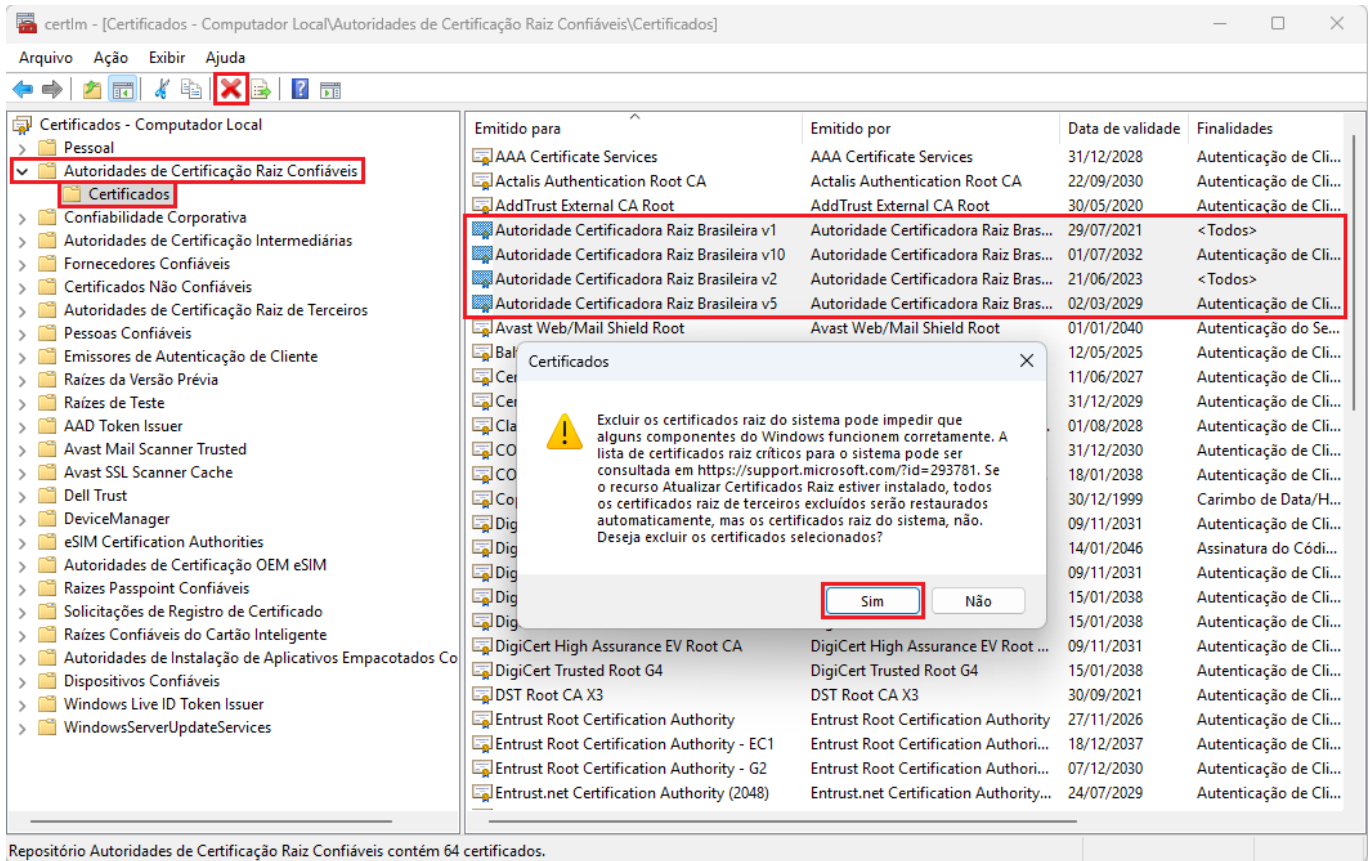 certlm - [Certificados - Computador Local\Autoridades de Certificação Raiz Confiáveis\Certificados]
Arquivo Ação Exibir Ajuda
Certificados - Computador Local
Pessoal
Autoridades de Certificação Raiz Confiáveis
Certificados
Confiabilidade Corporativa
Autoridades de Certificação Intermediárias
Fornecedores Confiáveis
Certificados Não Confiáveis
Autoridades de Certificação Raiz de Terceiros
Pessoas Confiáveis
Emissores de Autenticação de Cliente
Raízes da Versão Prévia
Raízes de Teste
AAD Token Issuer
Avast Mail Scanner Trusted
Avast SSL Scanner Cache
Dell Trust
DeviceManager
eSIM Certification Authorities
Autoridades de Certificação OEM eSIM
Raizes Passpoint Confiáveis
Solicitações de Registro de Certificado
Raízes Confiáveis do Cartão Inteligente
Autoridades de Instalação de Aplicativos Empacotados Co
Dispositivos Confiáveis
Windows Live ID Token Issuer
WindowsServerUpdateServices
Emitido para Emitido por Data de validade Finalidades
AAA Certificate Services AAA Certificate Services 31/12/2028 Autenticação de Cli...
Actalis Authentication Root CA Actalis Authentication Root CA 22/09/2030 Autenticação de Cli...
AddTrust External CA Root AddTrust External CA Root 30/05/2020 Autenticação de Cli...
Autoridade Certificadora Raiz Brasileira v1 Autoridade Certificadora Raiz Bras... 29/07/2021 <Todos>
Autoridade Certificadora Raiz Brasileira v10 Autoridade Certificadora Raiz Bras... 01/07/2032 Autenticação de Cli...
Autoridade Certificadora Raiz Brasileira v2 Autoridade Certificadora Raiz Bras... 21/06/2023 <Todos>
Autoridade Certificadora Raiz Brasileira v5 Autoridade Certificadora Raiz Bras... 02/03/2029 Autenticação de Cli...
Avast Web/Mail Shield Root Avast Web/Mail Shield Root 01/01/2040 Autenticação do Se...
Bal 12/05/2025 Autenticação de Cli...
Cer 11/06/2027 Autenticação de Cli...
Cer 31/12/2029 Autenticação de Cli...
Cla 01/08/2028 Autenticação de Cli...
CO 31/12/2030 Autenticação de Cli...
CO 18/01/2038 Autenticação de Cli...
Cop 30/12/1999 Carimbo de Data/H...
Dig 09/11/2031 Autenticação de Cli...
Dig 14/01/2046 Assinatura do Códi...
Dig 09/11/2031 Autenticação de Cli...
Dig 15/01/2038 Autenticação de Cli...
Dig 15/01/2038 Autenticação de Cli...
DigiCert High Assurance EV Root CA DigiCert High Assurance EV Root ... 09/11/2031 Autenticação de Cli...
DigiCert Trusted Root G4 DigiCert Trusted Root G4 15/01/2038 Autenticação de Cli...
DST Root CA X3 DST Root CA X3 30/09/2021 Autenticação de Cli...
Entrust Root Certification Authority Entrust Root Certification Authority 27/11/2026 Autenticação de Cli...
Entrust Root Certification Authority - EC1 Entrust Root Certification Authori... 18/12/2037 Autenticação de Cli...
Entrust Root Certification Authority - G2 Entrust Root Certification Authori... 07/12/2030 Autenticação de Cli...
Entrust.net Certification Authority (2048) Entrust.net Certification Authority... 24/07/2029 Autenticação de Cli...
Certificados
Excluir os certificados raiz do sistema pode impedir que
alguns componentes do Windows funcionem corretamente. A
lista de certificados raiz críticos para o sistema pode ser
consultada em https://support.microsoft.com/?id=293781. Se
o recurso Atualizar Certificados Raiz estiver instalado, todos
os certificados raiz de terceiros excluídos serão restaurados
automaticamente, mas os certificados raiz do sistema, não.
Deseja excluir os certificados selecionados?
Sim Não
Repositório Autoridades de Certificação Raiz Confiáveis contém 64 certificados.